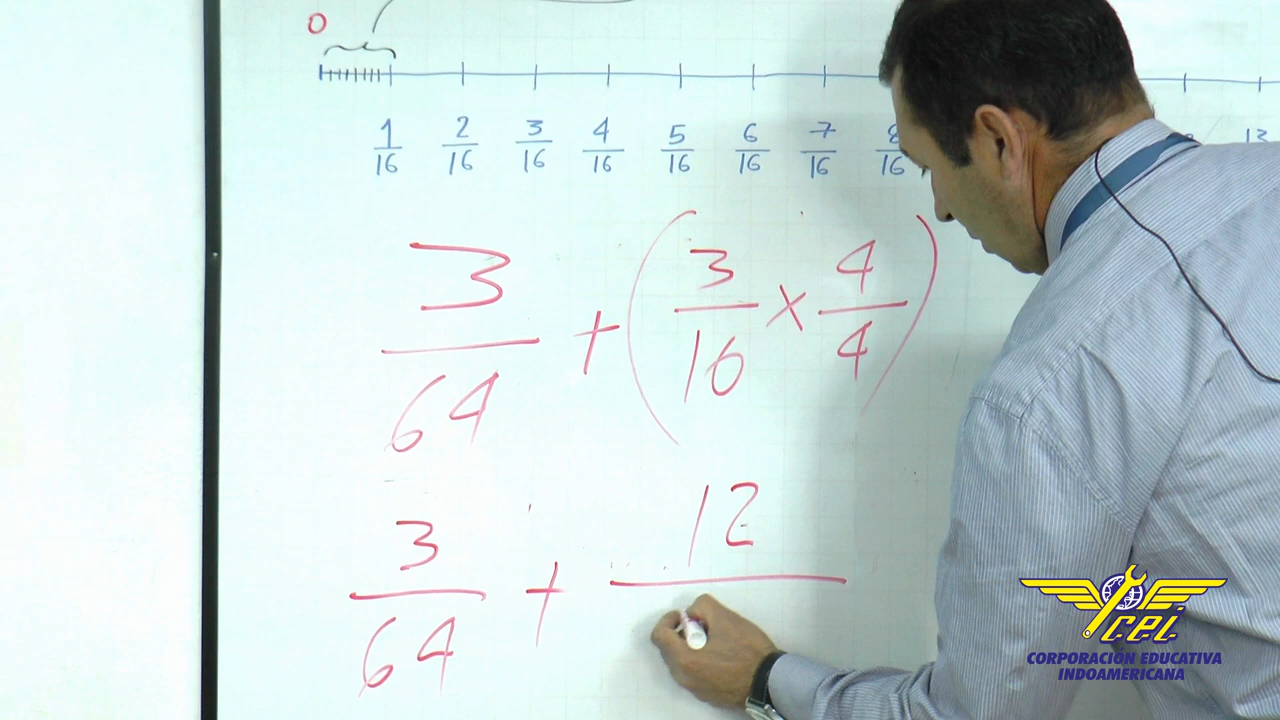 0
1/16 2/16 3/16 4/16 5/16 6/16 7/16 8/16
3/64 + (3/16 × 4/4)
3/64 + 12/
C.E.I.
CORPORACIÓN EDUCATIVA
INDOAMERICANA